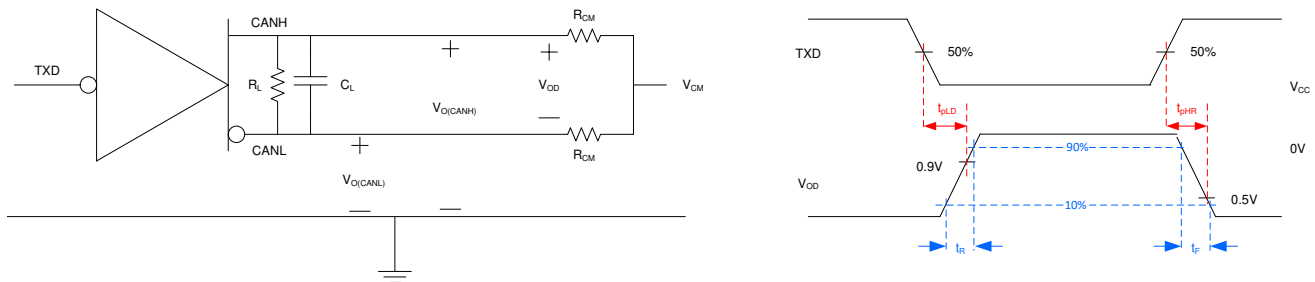 CANH
R_CM
TXD
R_L
C_L
V_OD
V_CM
V_O(CANH)
CANL
R_CM
V_O(CANL)
TXD
50%
50%
V_CC
t_pLD
t_pHR
90%
0V
0.9V
V_OD
0.5V
10%
t_R
t_F